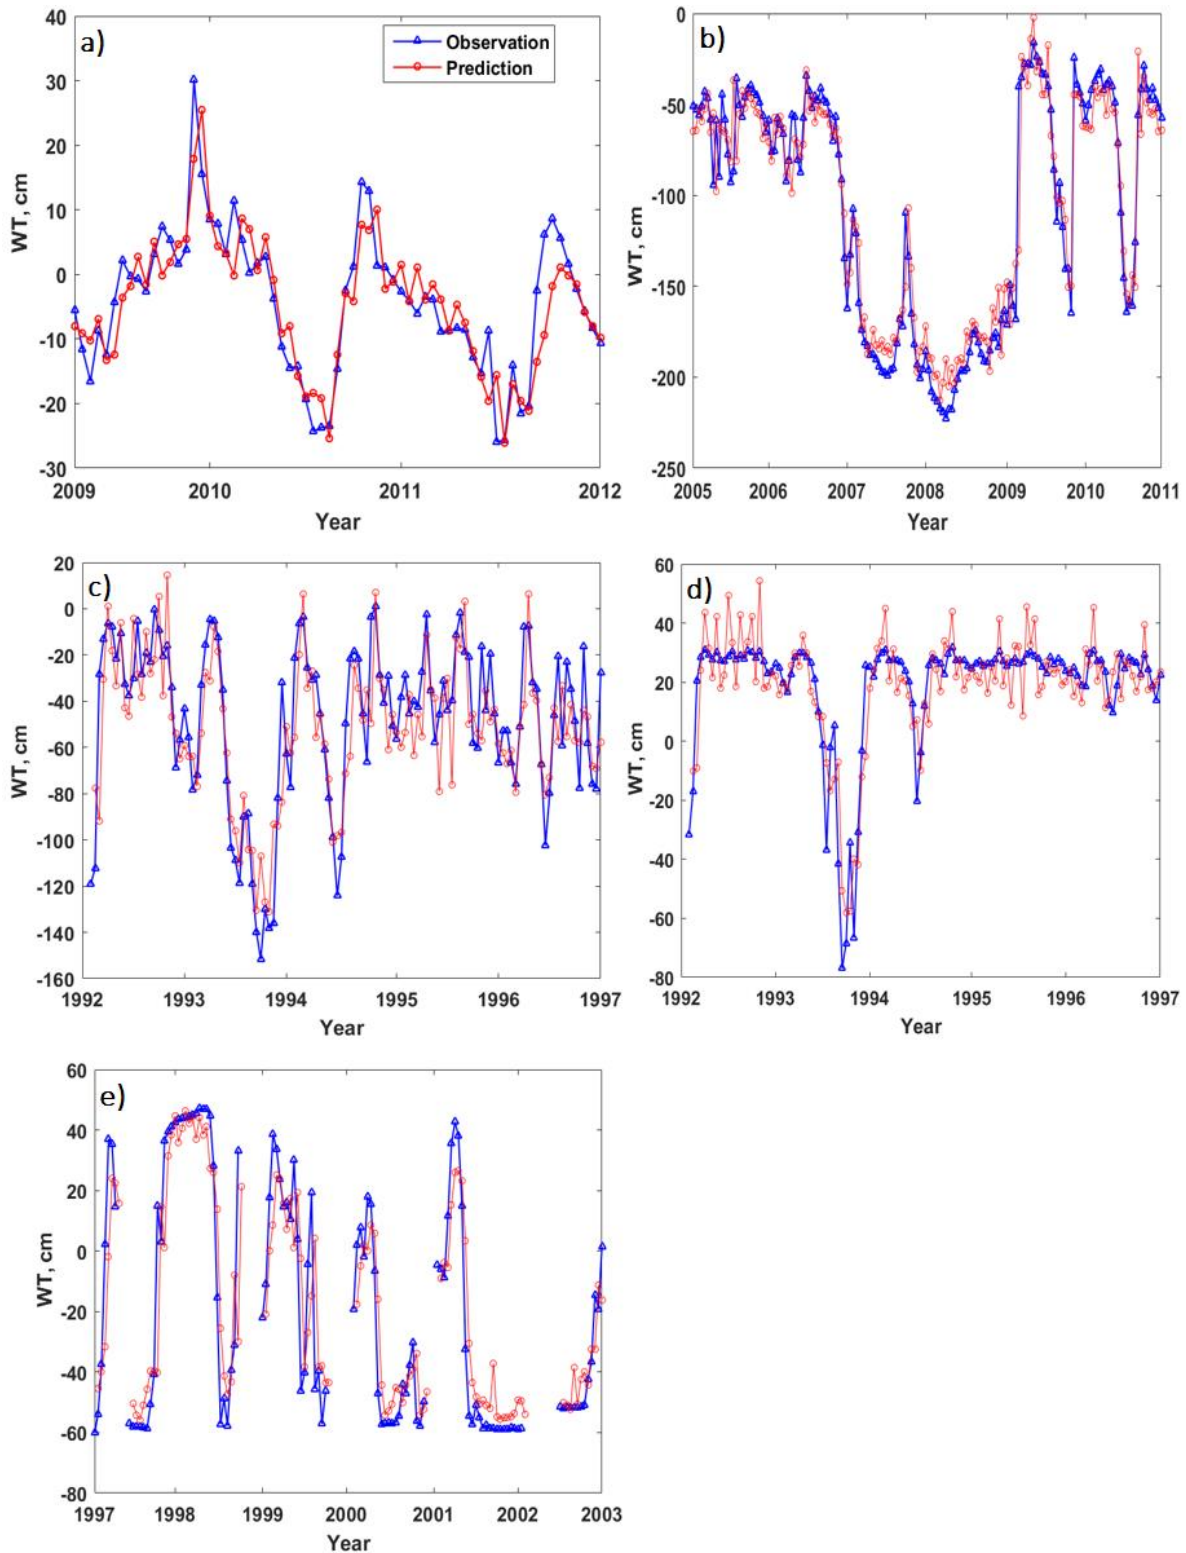 a)
Observation
Prediction
WT, cm
40
30
20
10
0
-10
-20
-30
2009 2010 2011 2012
Year
b)
WT, cm
0
-50
-100
-150
-200
-250
2005 2006 2007 2008 2009 2010 2011
Year
c)
WT, cm
20
0
-20
-40
-60
-80
-100
-120
-140
-160
1992 1993 1994 1995 1996 1997
Year
d)
WT, cm
60
40
20
0
-20
-40
-60
-80
1992 1993 1994 1995 1996 1997
Year
e)
WT, cm
60
40
20
0
-20
-40
-60
-80
1997 1998 1999 2000 2001 2002 2003
Year